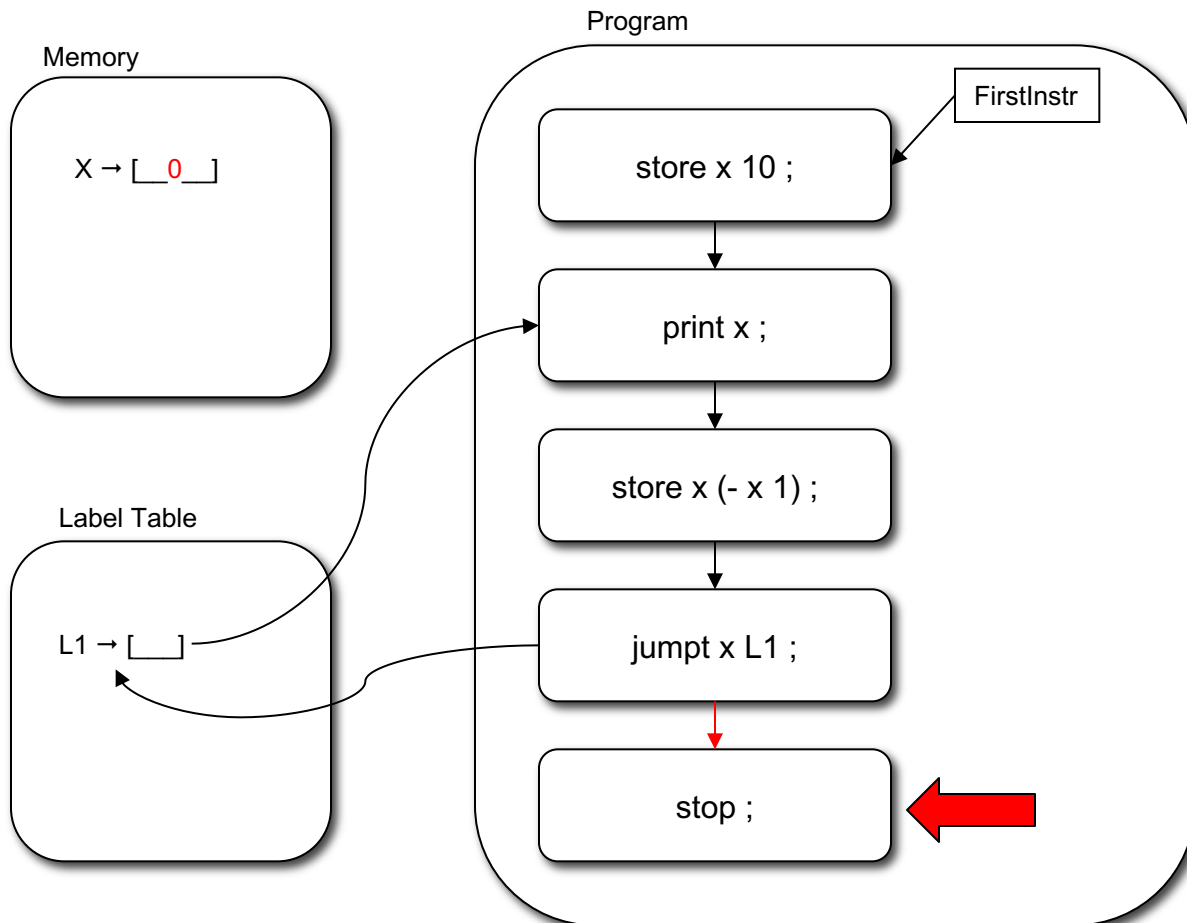 Program
Memory
FirstInstr
X → [__0__]
store x 10 ;
print x ;
store x (- x 1) ;
Label Table
L1 → [___]
jumpt x L1 ;
stop ;